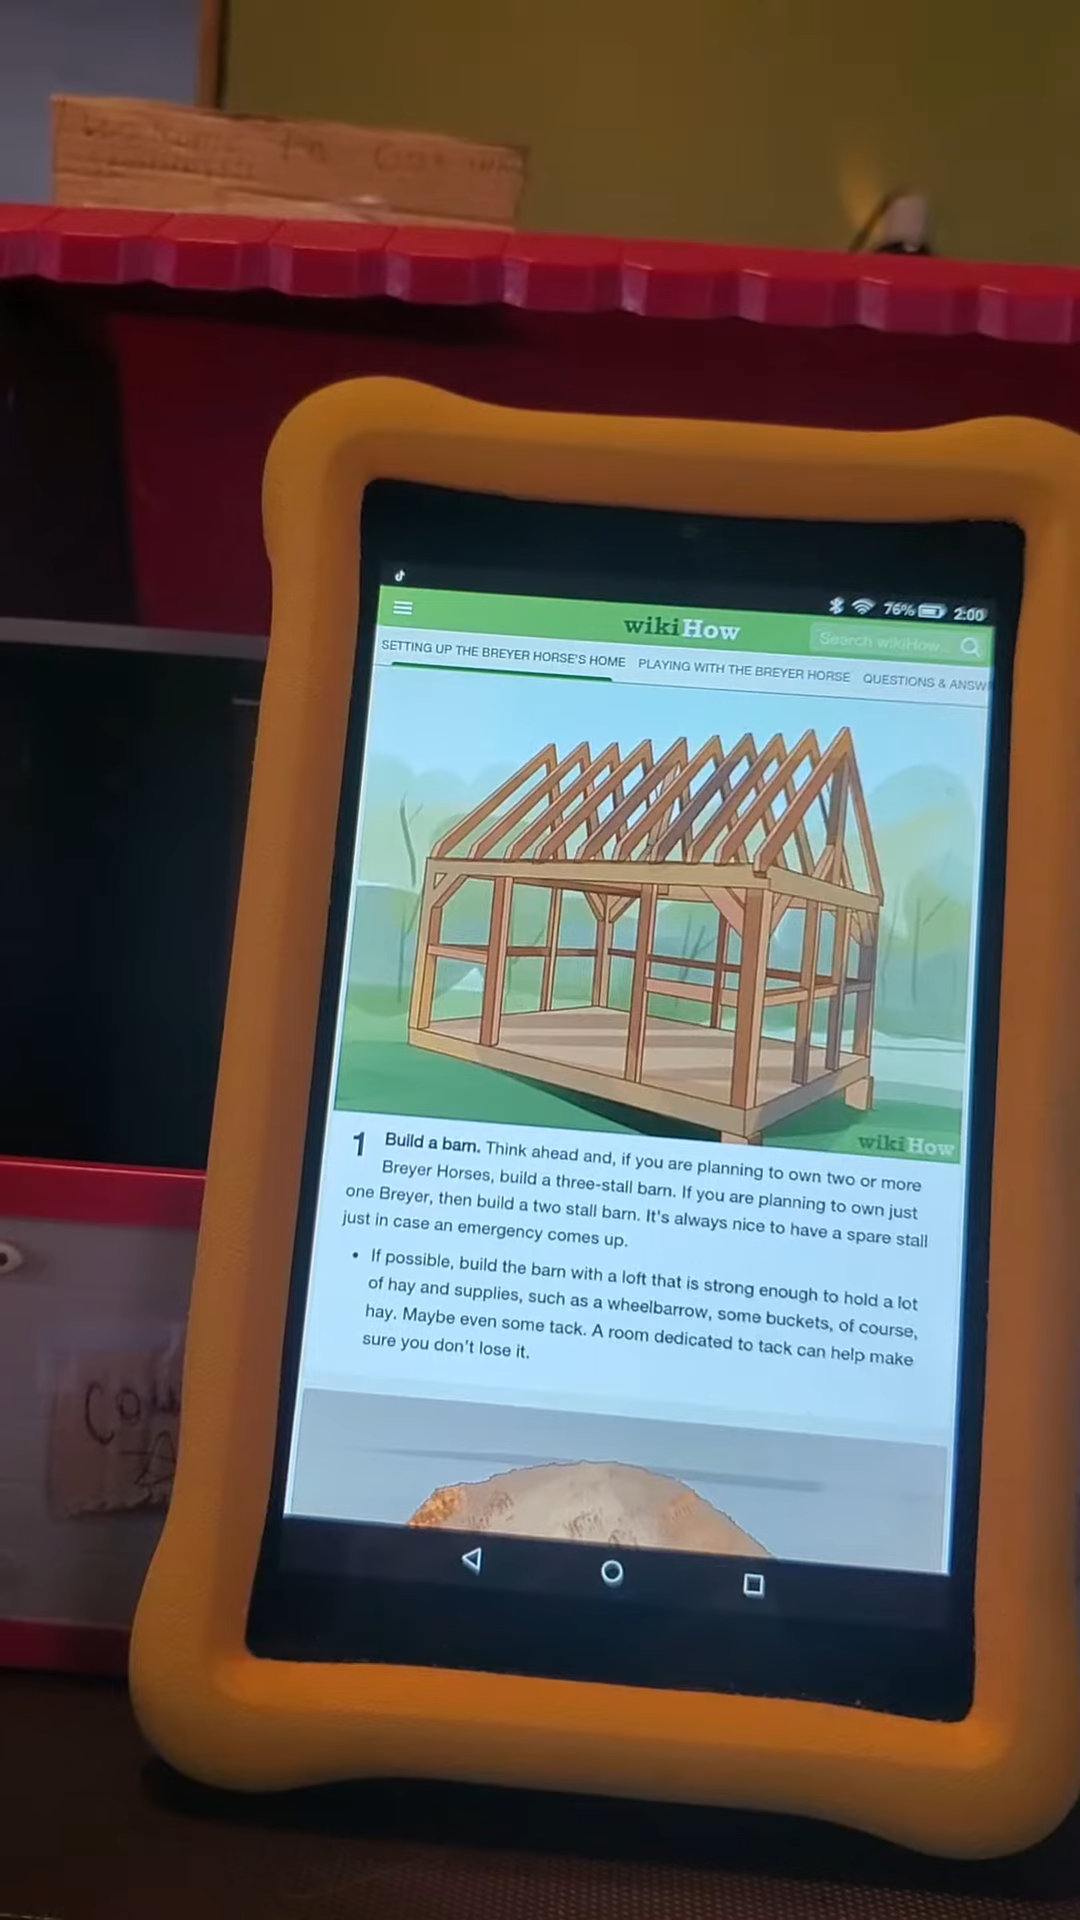 76% 2:00
wikiHow
Search wikiHow...
SETTING UP THE BREYER HORSE'S HOME PLAYING WITH THE BREYER HORSE QUESTIONS & ANSW
wikiHow
1 Build a barn. Think ahead and, if you are planning to own two or more
Breyer Horses, build a three-stall barn. If you are planning to own just
one Breyer, then build a two stall barn. It's always nice to have a spare stall
just in case an emergency comes up.
• If possible, build the barn with a loft that is strong enough to hold a lot
of hay and supplies, such as a wheelbarrow, some buckets, of course,
hay. Maybe even some tack. A room dedicated to tack can help make
sure you don't lose it.